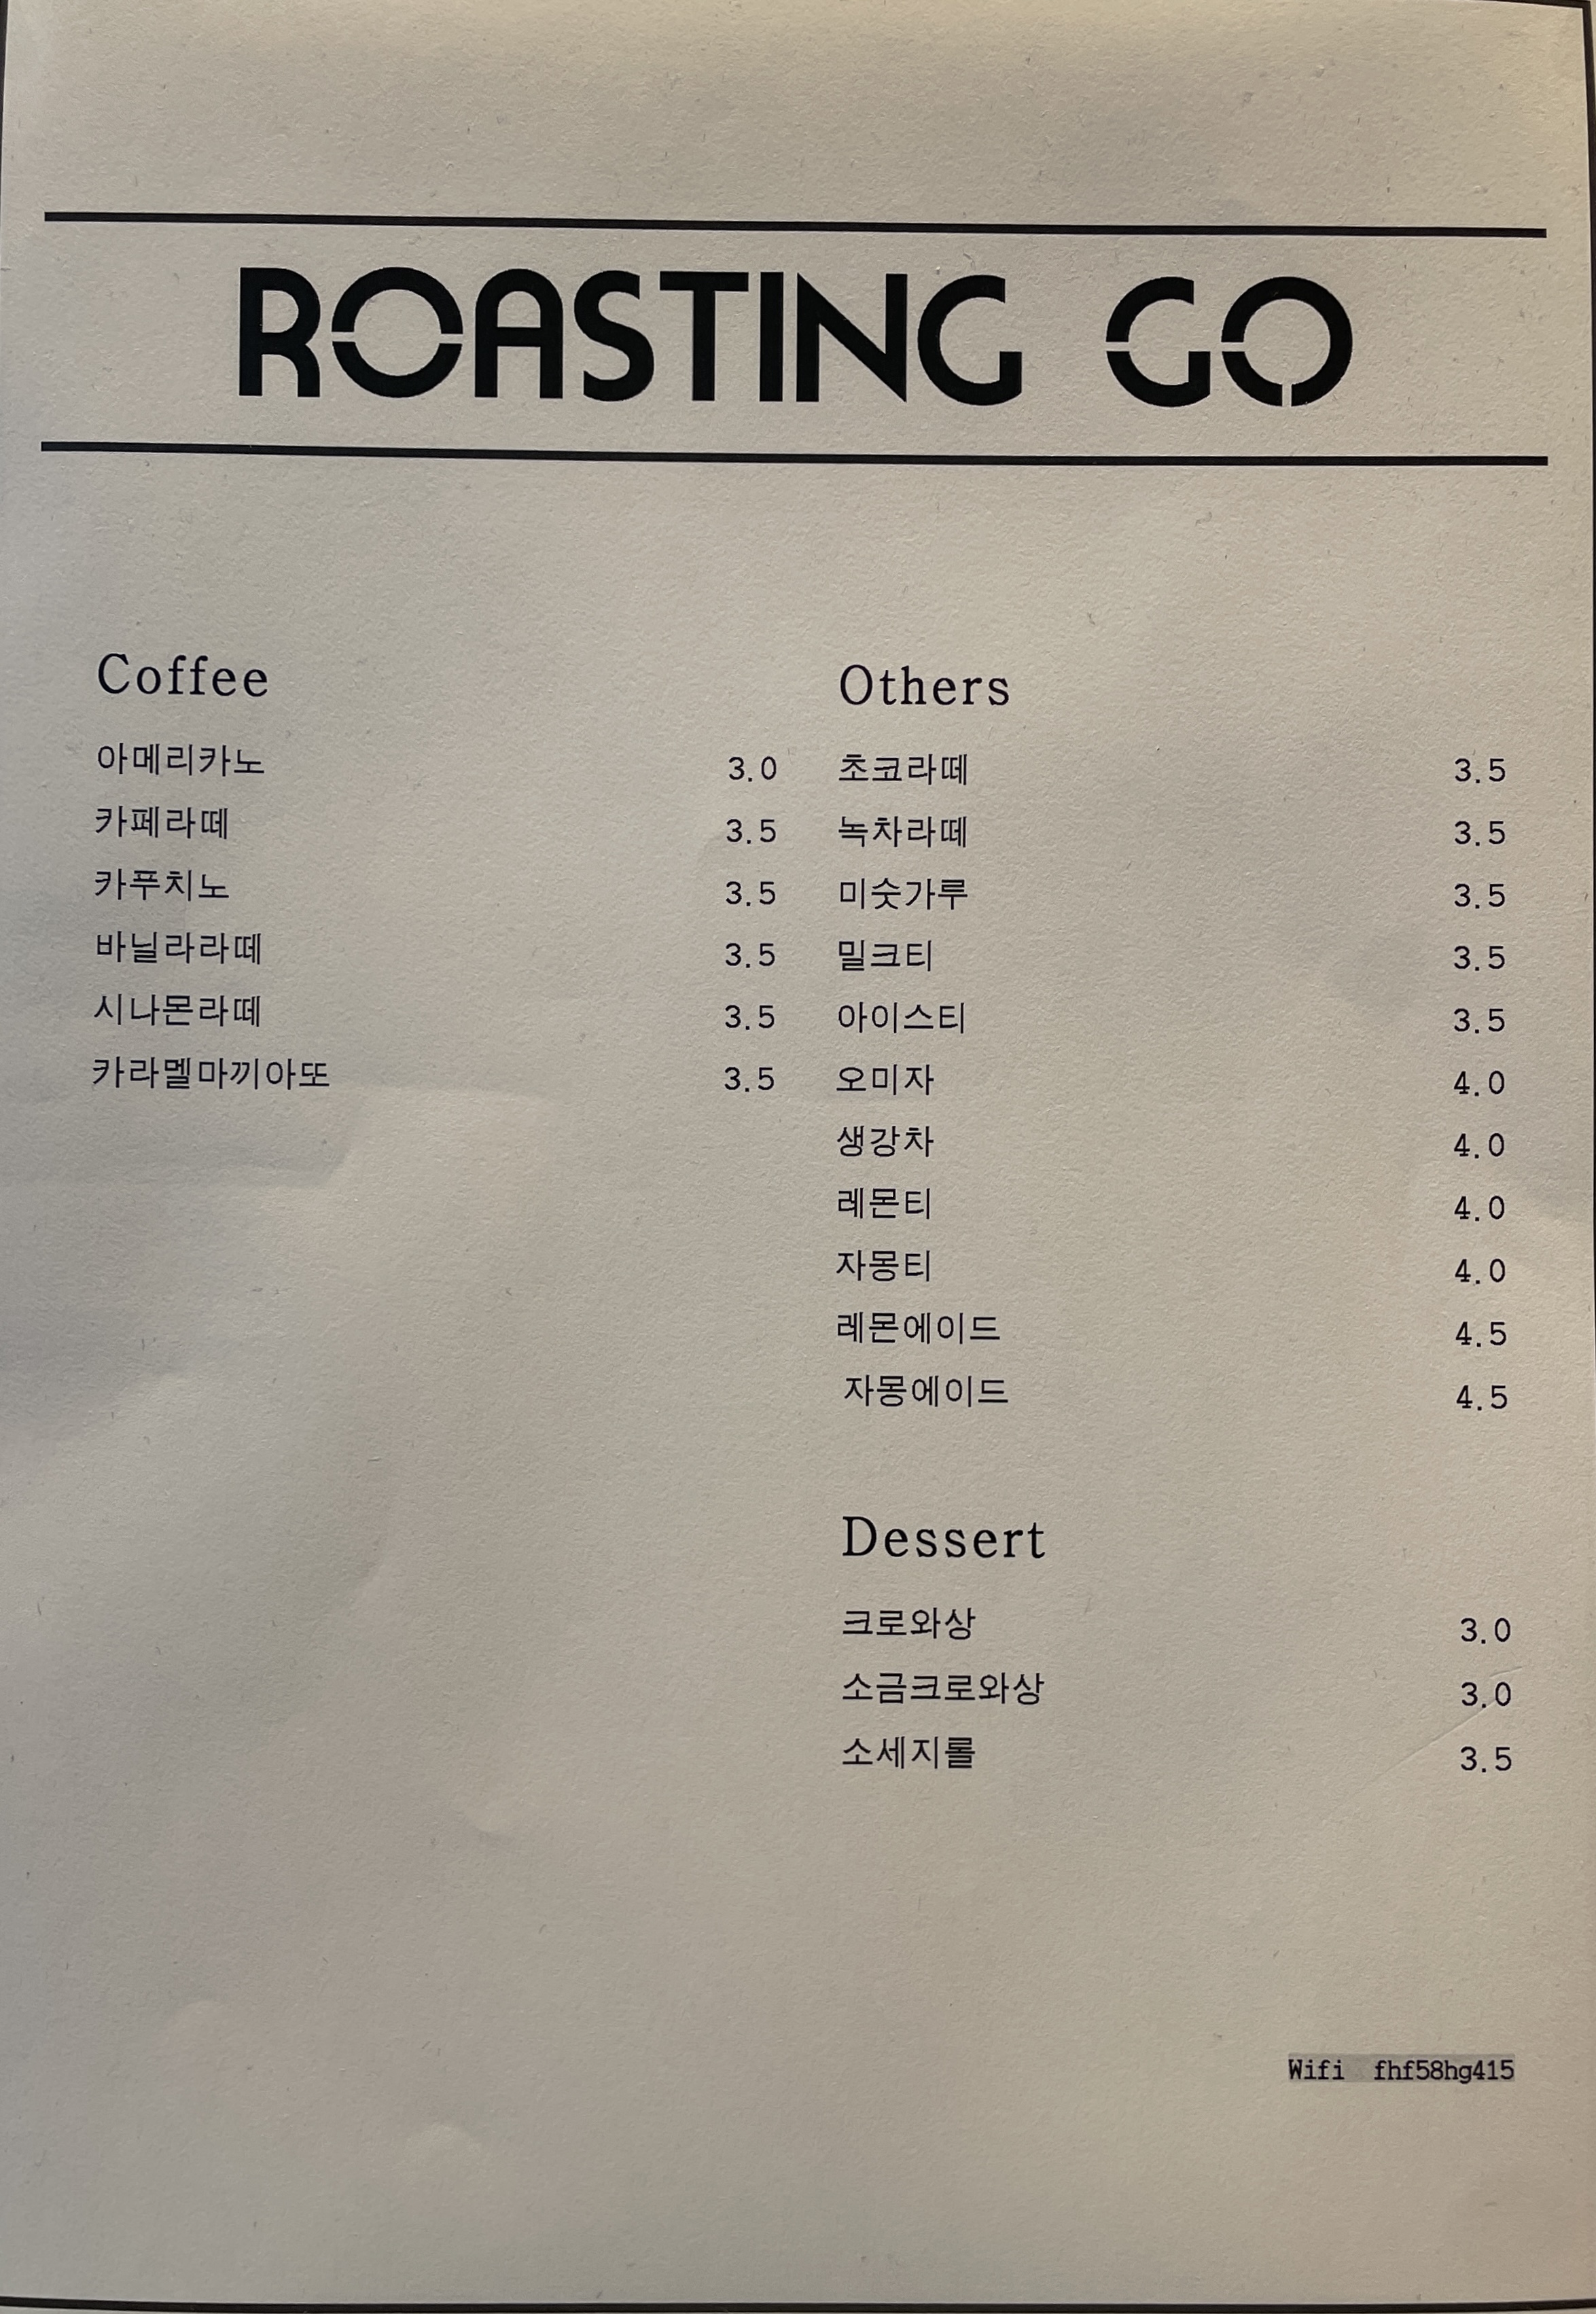 ROASTING GO
Coffee
아메리카노 3.0
카페라떼 3.5
카푸치노 3.5
바닐라라떼 3.5
시나몬라떼 3.5
카라멜마끼아또 3.5
Others
초코라떼 3.5
녹차라떼 3.5
미숫가루 3.5
밀크티 3.5
아이스티 3.5
오미자 4.0
생강차 4.0
레몬티 4.0
자몽티 4.0
레몬에이드 4.5
자몽에이드 4.5
Dessert
크로와상 3.0
소금크로와상 3.0
소세지롤 3.5
Wifi fhf58hg415